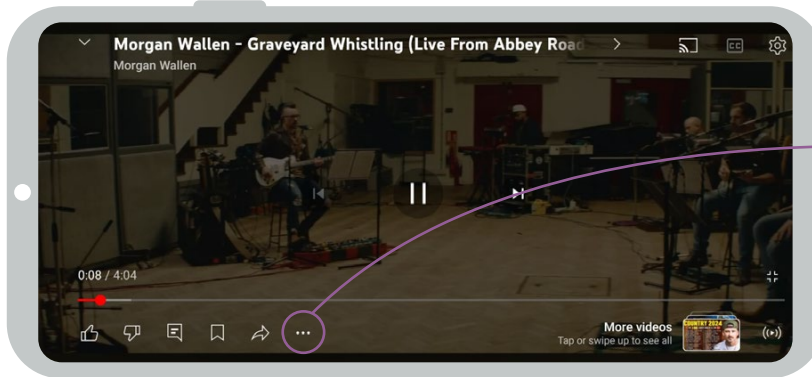 Morgan Wallen - Graveyard Whistling (Live From Abbey Road
Morgan Wallen
CC
0:08 / 4:04
More videos
Tap or swipe up to see all
COUNTRY 2024